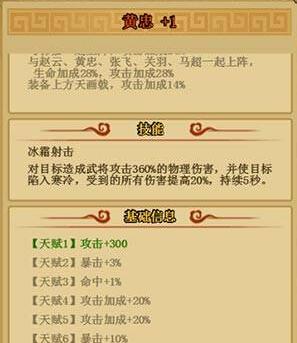 黄忠 +1
与赵云、黄忠、张飞、关羽、马超一起上阵，
生命加成28%，攻击加成28%
装备上方天画戟，攻击加成14%
技能
冰霜射击
对目标造成武将攻击360%的物理伤害，并使目标
陷入寒冷，受到的所有伤害提高20%，持续5秒。
基础信息
【天赋1】攻击+300
【天赋2】暴击+3%
【天赋3】命中+1%
【天赋4】攻击加成+20%
【天赋5】攻击加成+20%
【天赋6】暴击+10%